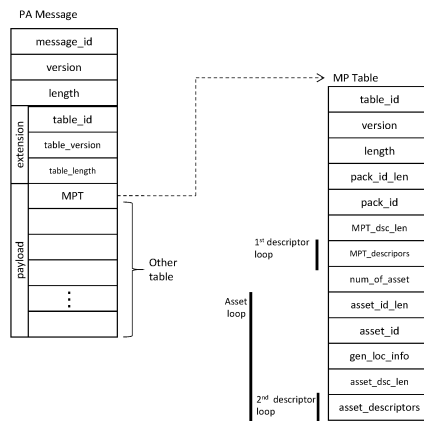 PA Message
message_id
version
length
extension
table_id
table_version
table_length
payload
MPT
Other
table
MP Table
table_id
version
length
pack_id_len
pack_id
MPT_dsc_len
1st descriptor
loop
MPT_descripors
num_of_asset
Asset
loop
asset_id_len
asset_id
gen_loc_info
asset_dsc_len
2nd descriptor
loop
asset_descriptors